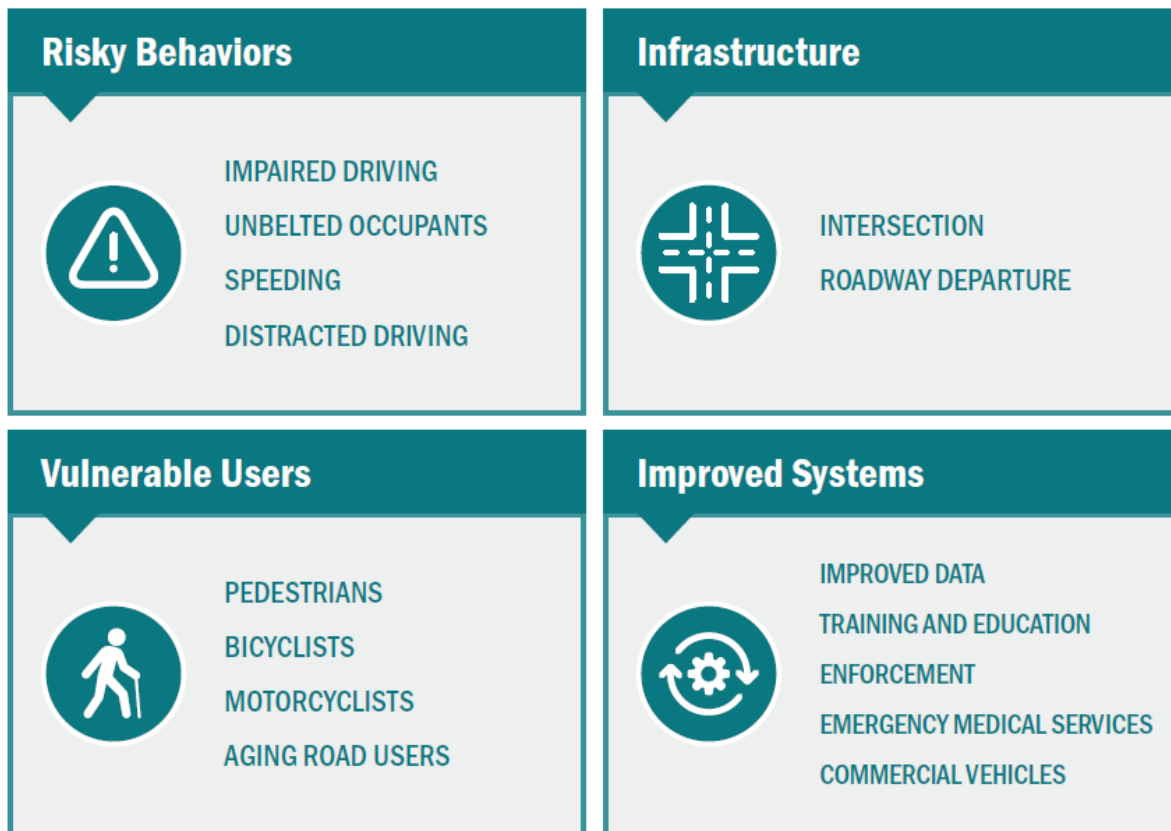 Risky Behaviors
IMPAIRED DRIVING
UNBELTED OCCUPANTS
SPEEDING
DISTRACTED DRIVING
Infrastructure
INTERSECTION
ROADWAY DEPARTURE
Vulnerable Users
PEDESTRIANS
BICYCLISTS
MOTORCYCLISTS
AGING ROAD USERS
Improved Systems
IMPROVED DATA
TRAINING AND EDUCATION
ENFORCEMENT
EMERGENCY MEDICAL SERVICES
COMMERCIAL VEHICLES